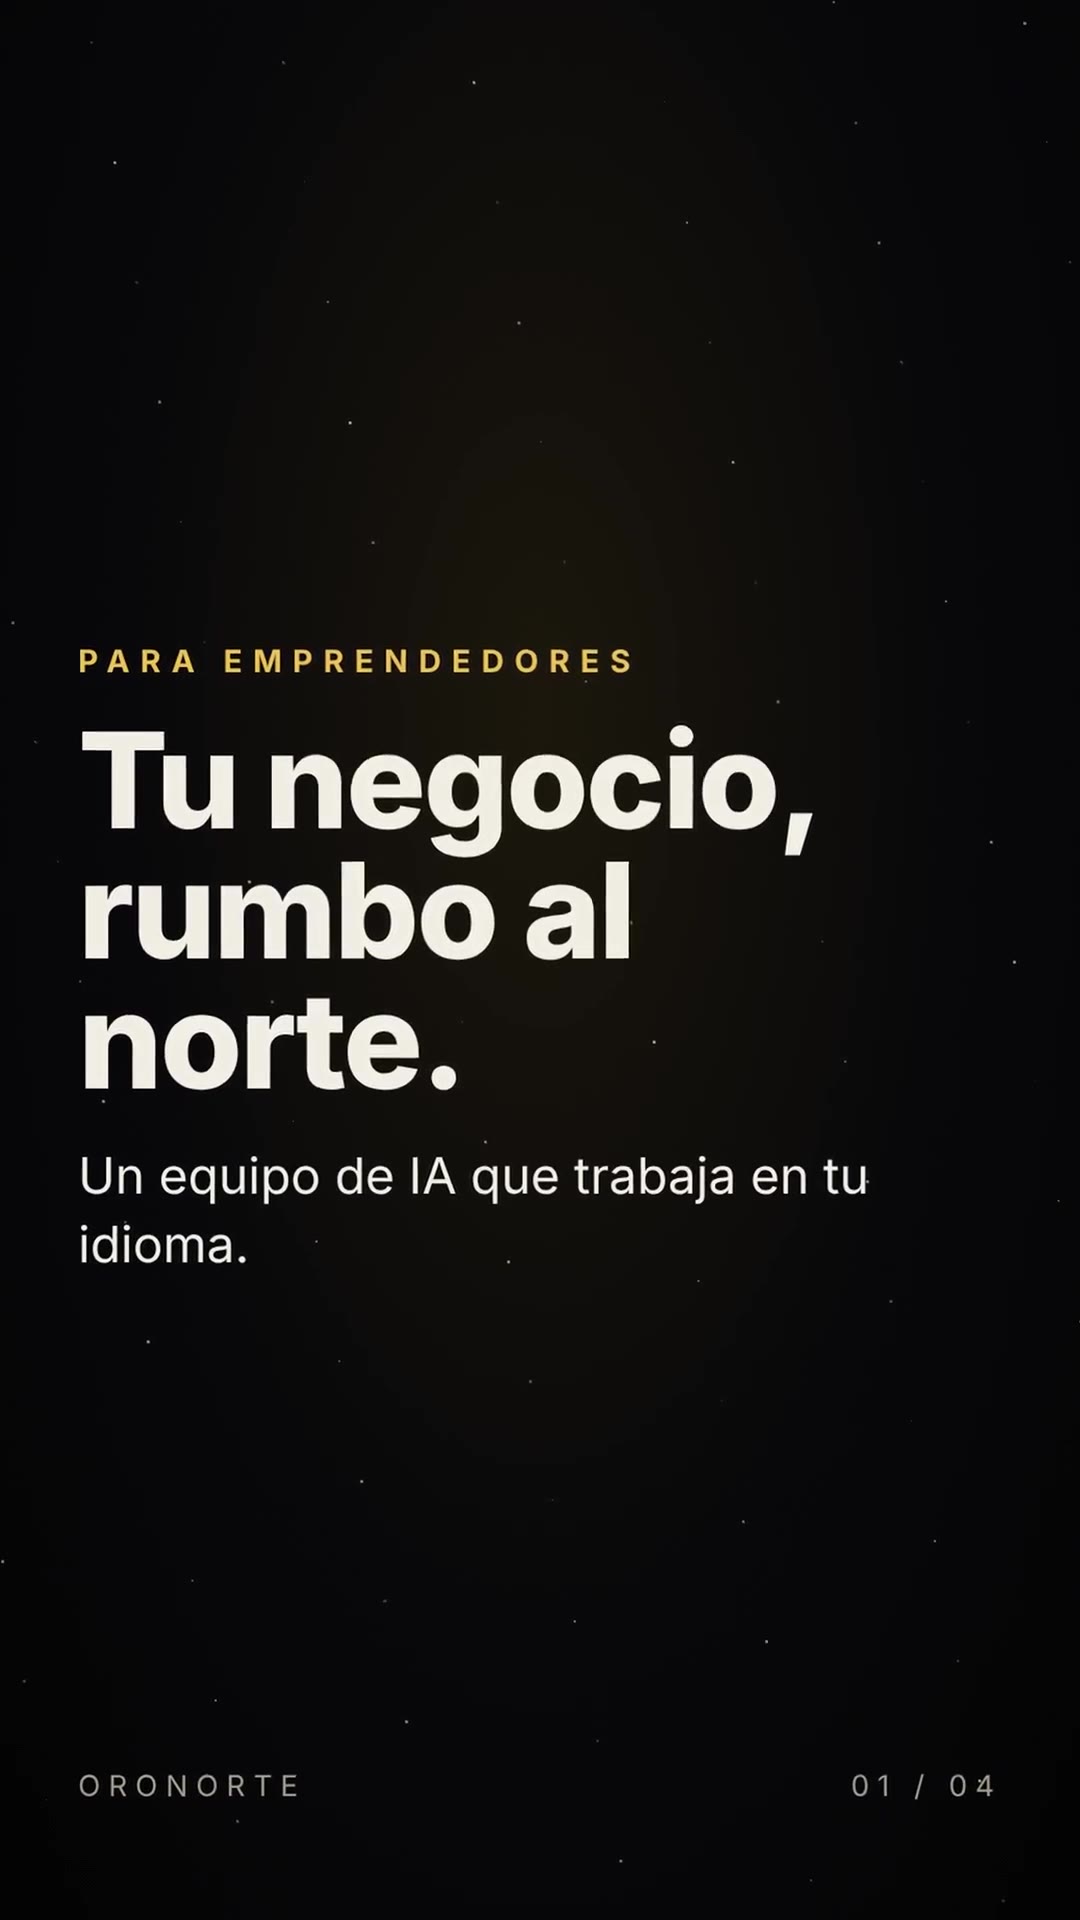 PARA EMPRENDEDORES
Tu negocio,
rumbo al
norte.
Un equipo de IA que trabaja en tu
idioma.
ORONORTE
01 / 04